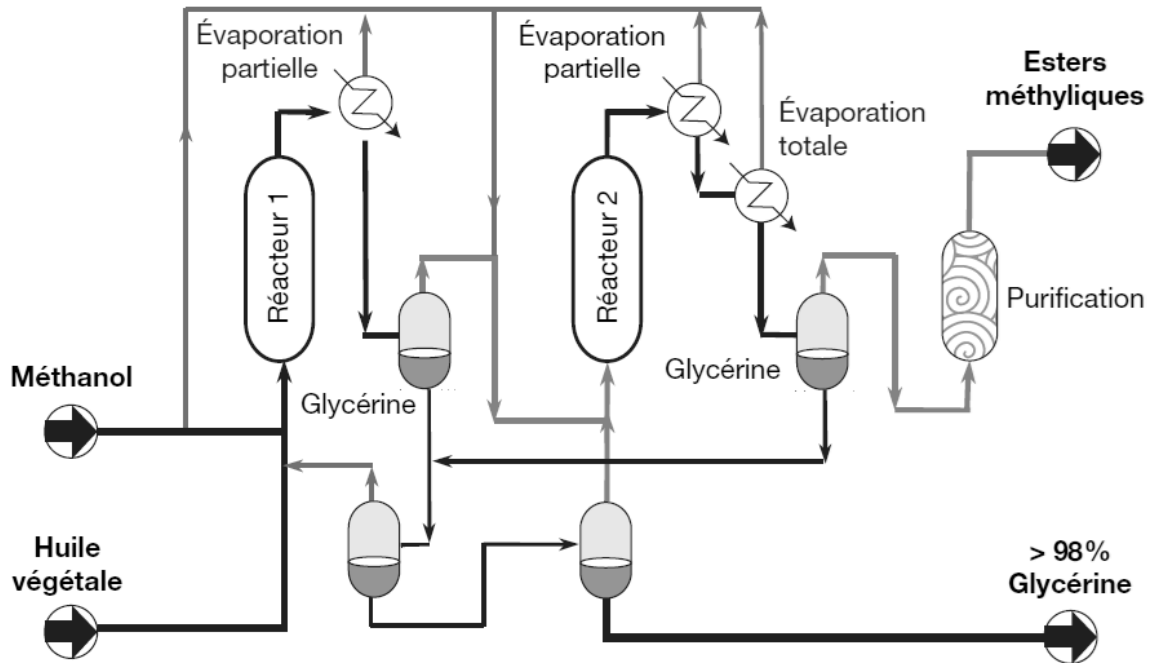 Évaporation
partielle
Évaporation
partielle
Esters
méthyliques
Évaporation
totale
Réacteur 1
Réacteur 2
Purification
Méthanol
Glycérine
Glycérine
Huile
végétale
> 98%
Glycérine